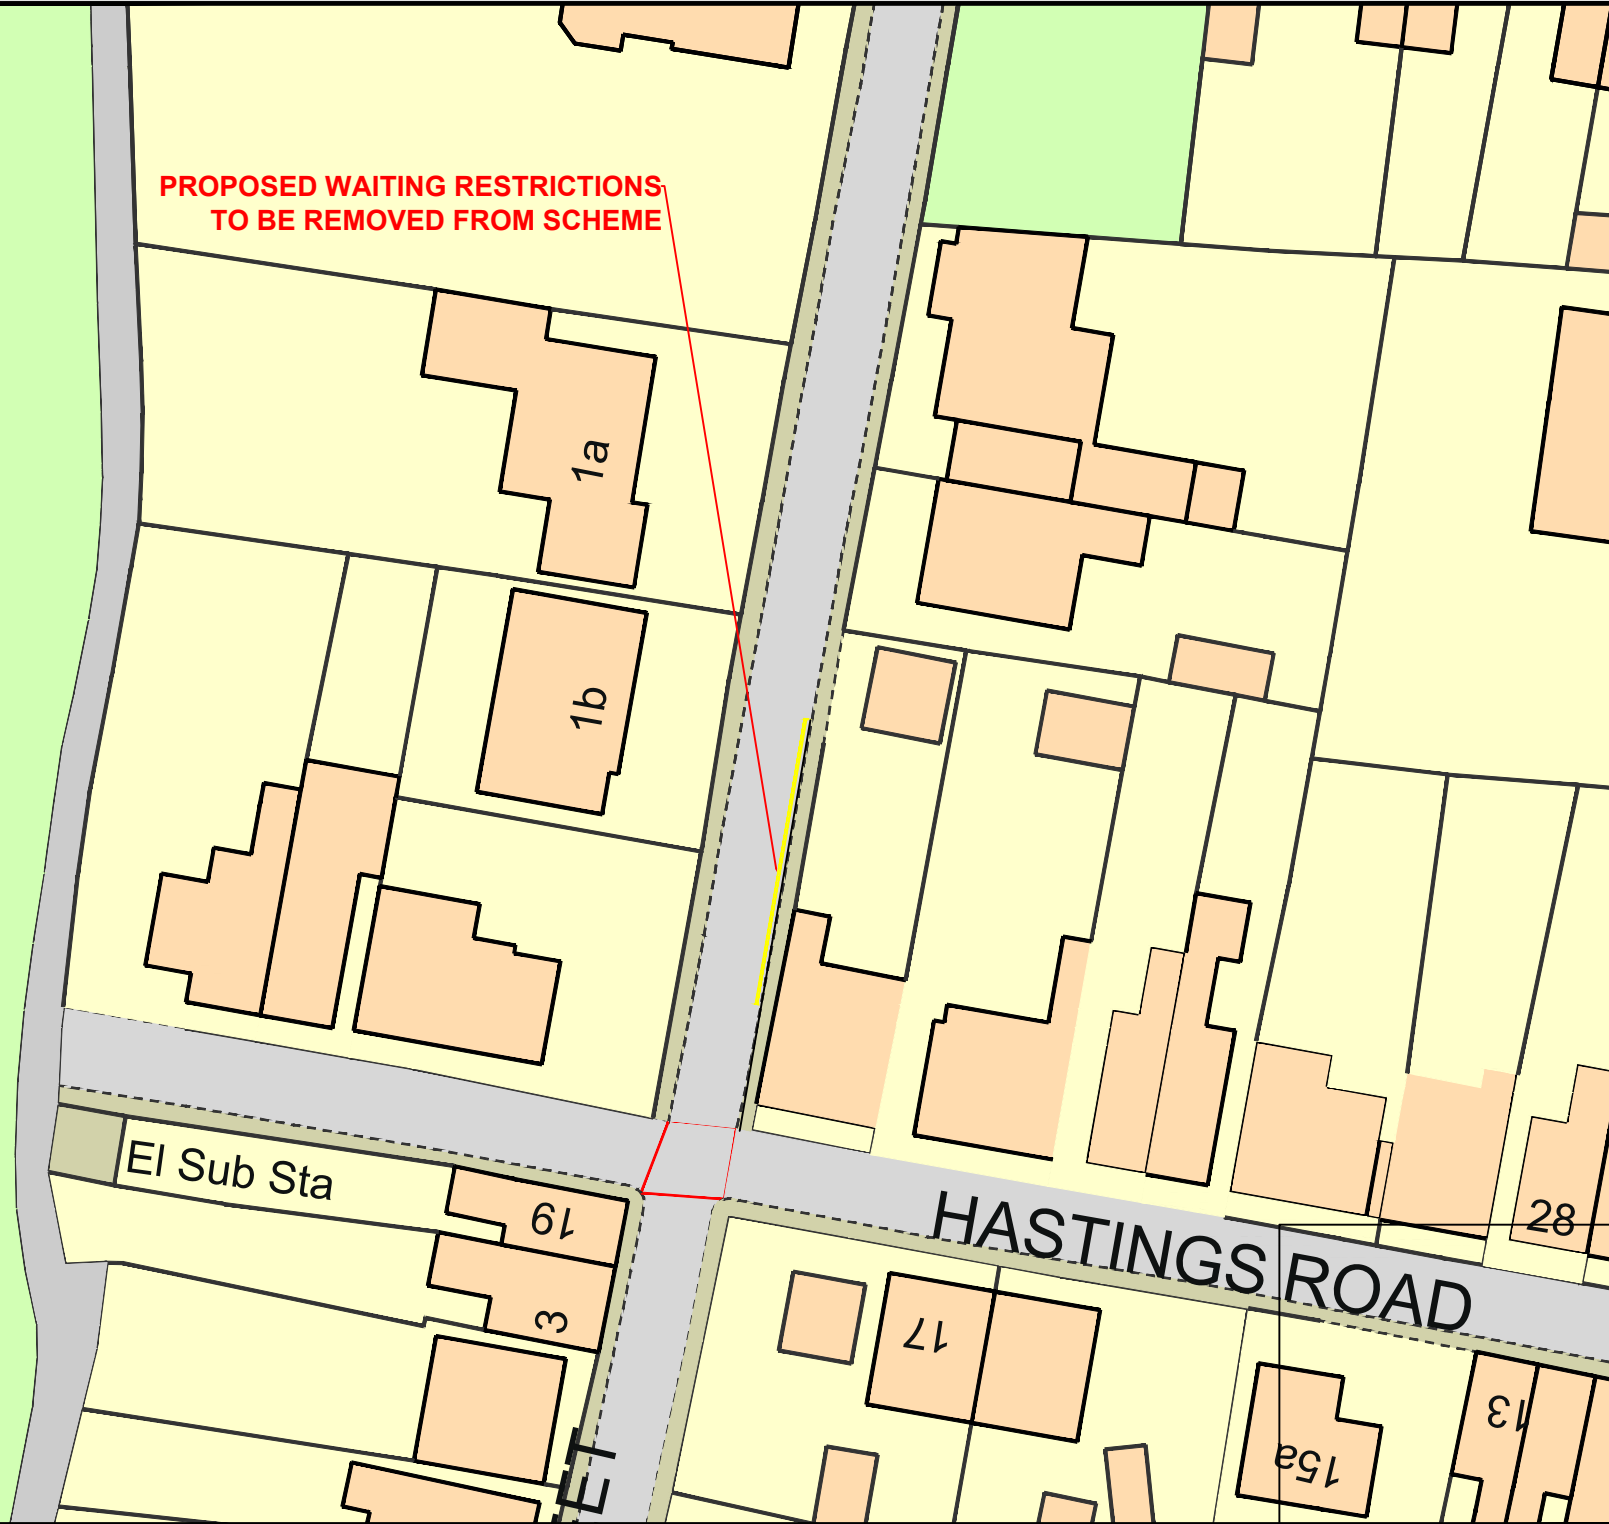 PROPOSED WAITING RESTRICTIONS
TO BE REMOVED FROM SCHEME
1a
1b
El Sub Sta
19
3
HASTINGS ROAD
28
17
13
15a